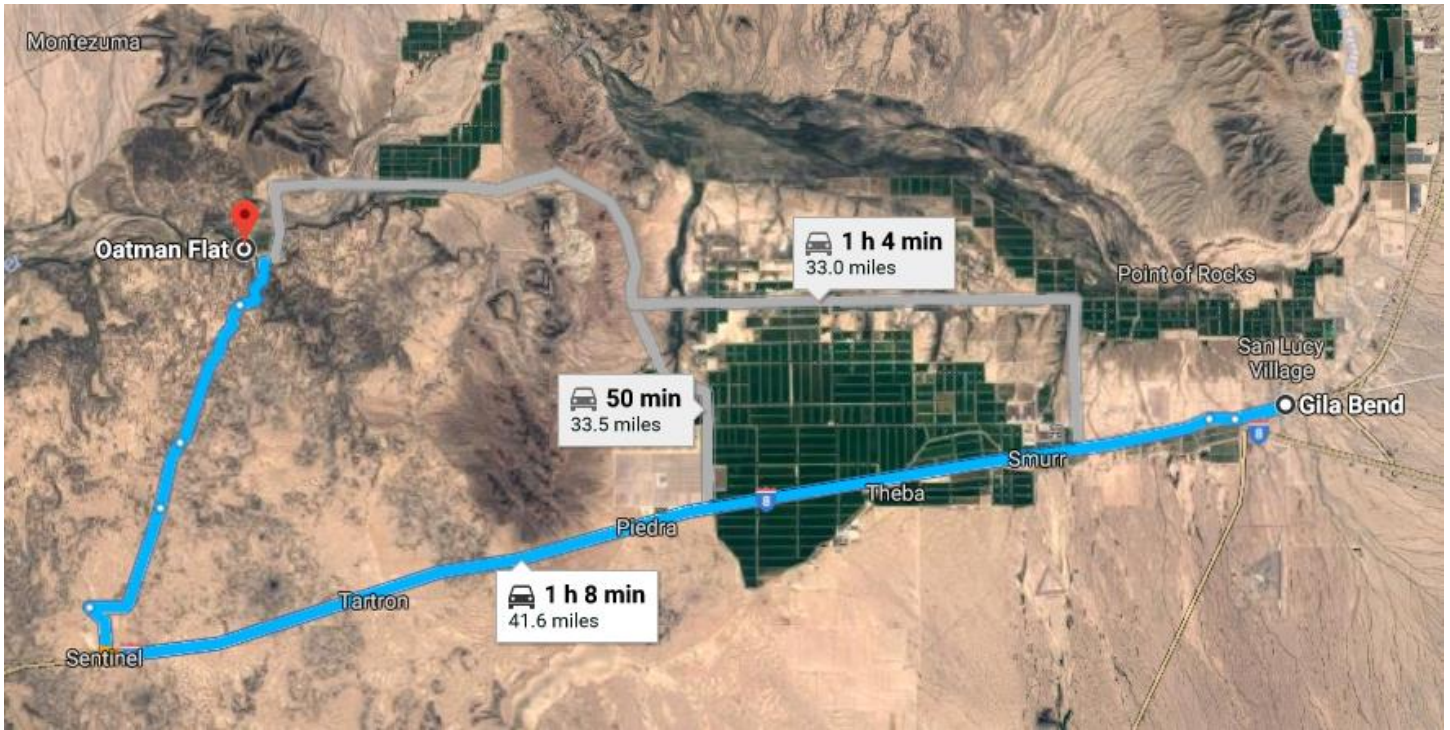 Montezuma
Oatman Flat
1 h 4 min
33.0 miles
Point of Rocks
San Lucy
Village
50 min
33.5 miles
Gila Bend
8
Smurr
Theba
8
Piedra
1 h 8 min
41.6 miles
Tartron
Sentinel